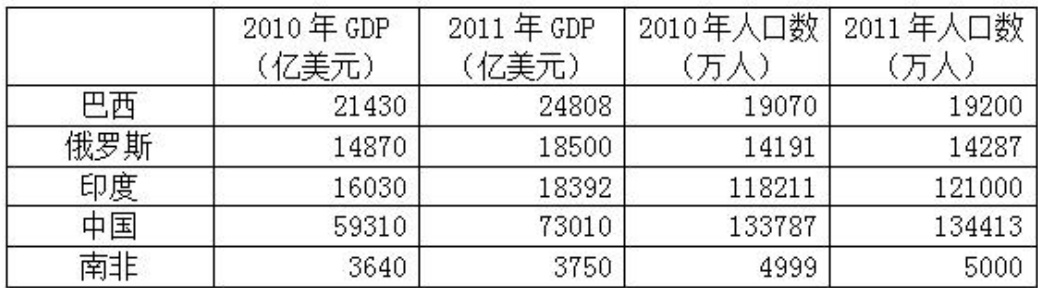 2010 年 GDP（亿美元） 2011 年 GDP（亿美元） 2010 年人口数（万人） 2011 年人口数（万人）
巴西 21430 24808 19070 19200
俄罗斯 14870 18500 14191 14287
印度 16030 18392 118211 121000
中国 59310 73010 133787 134413
南非 3640 3750 4999 5000